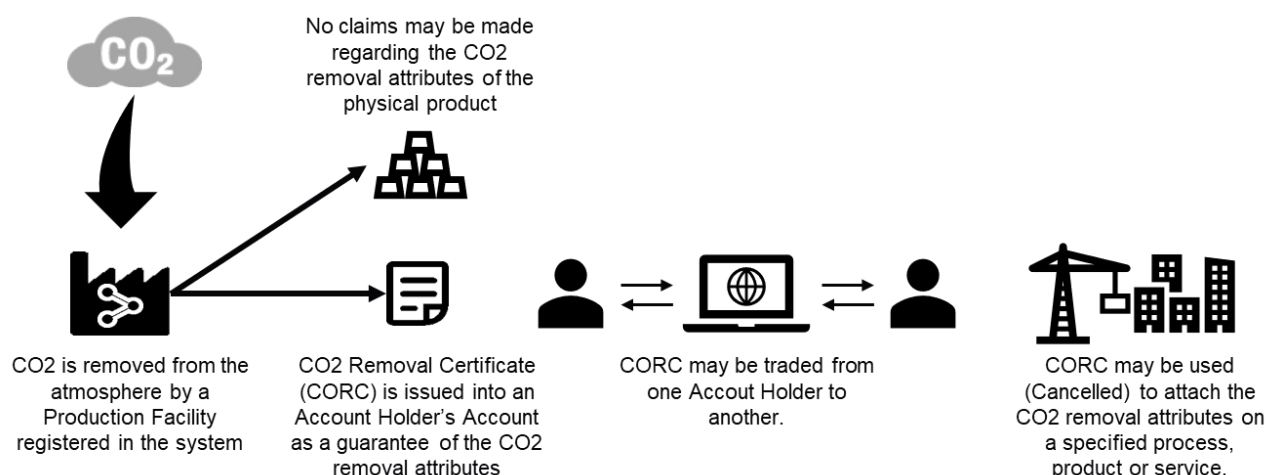 CO2
No claims may be made
regarding the CO2
removal attributes of the
physical product
CO2 is removed from the
atmosphere by a
Production Facility
registered in the system
CO2 Removal Certificate
(CORC) is issued into an
Account Holder's Account
as a guarantee of the CO2
removal attributes
CORC may be traded from
one Accout Holder to
another.
CORC may be used
(Cancelled) to attach the
CO2 removal attributes on
a specified process,
product or service.